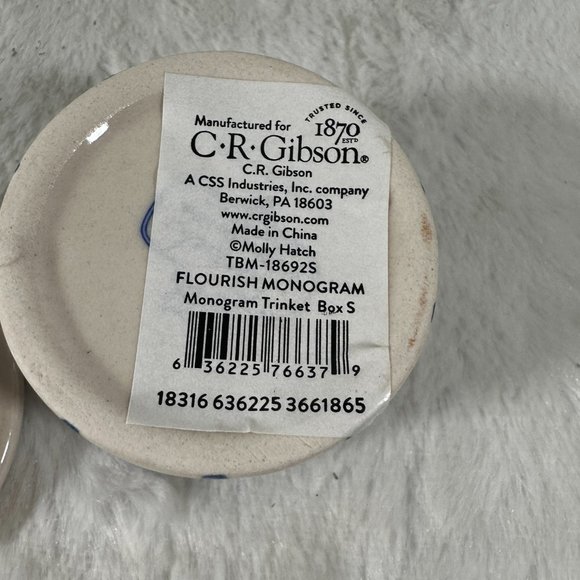 Manufactured for
TRUSTED SINCE
1870
ESTD
C·R·Gibson®
C.R. Gibson
A CSS Industries, Inc. company
Berwick, PA 18603
www.crgibson.com
Made in China
©Molly Hatch
TBM-18692S
FLOURISH MONOGRAM
Monogram Trinket Box S
6 36225 76637 9
18316 636225 3661865